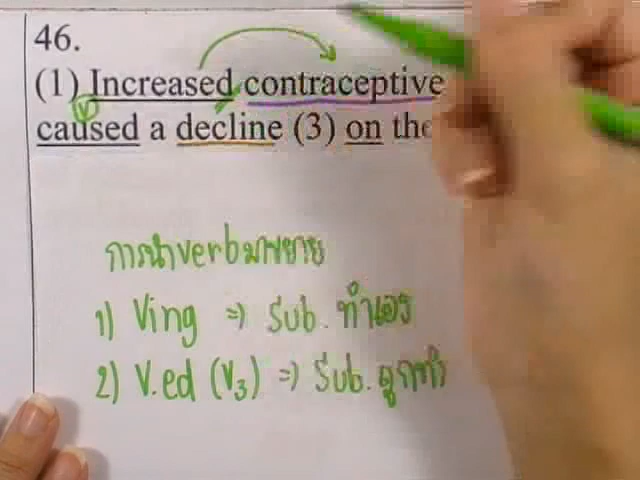 46.
(1) Increased contraceptive
V
caused a decline (3) on the
การนำverbมาขยาย
1) Ving => Sub. ทำเอง
2) V.ed (V3) => Sub. ถูกทำ